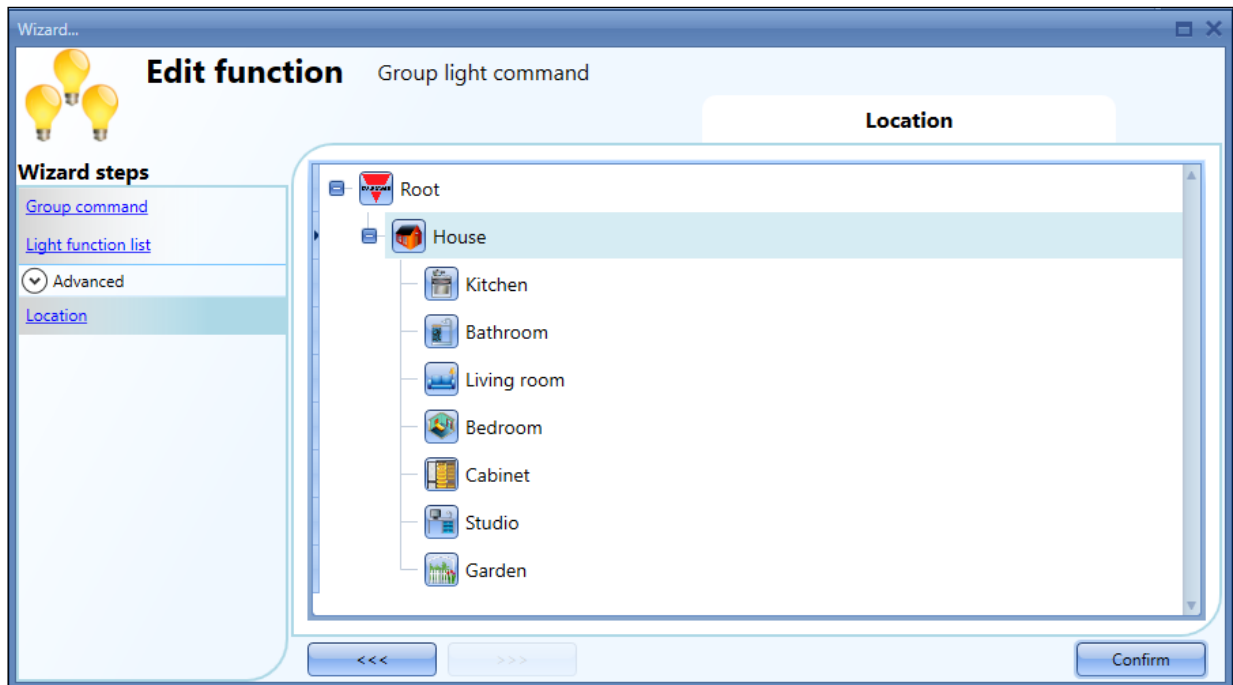 Wizard...
Edit function Group light command
Location
Wizard steps
Group command
Light function list
Advanced
Location
Root
House
Kitchen
Bathroom
Living room
Bedroom
Cabinet
Studio
Garden
<<< >>> Confirm